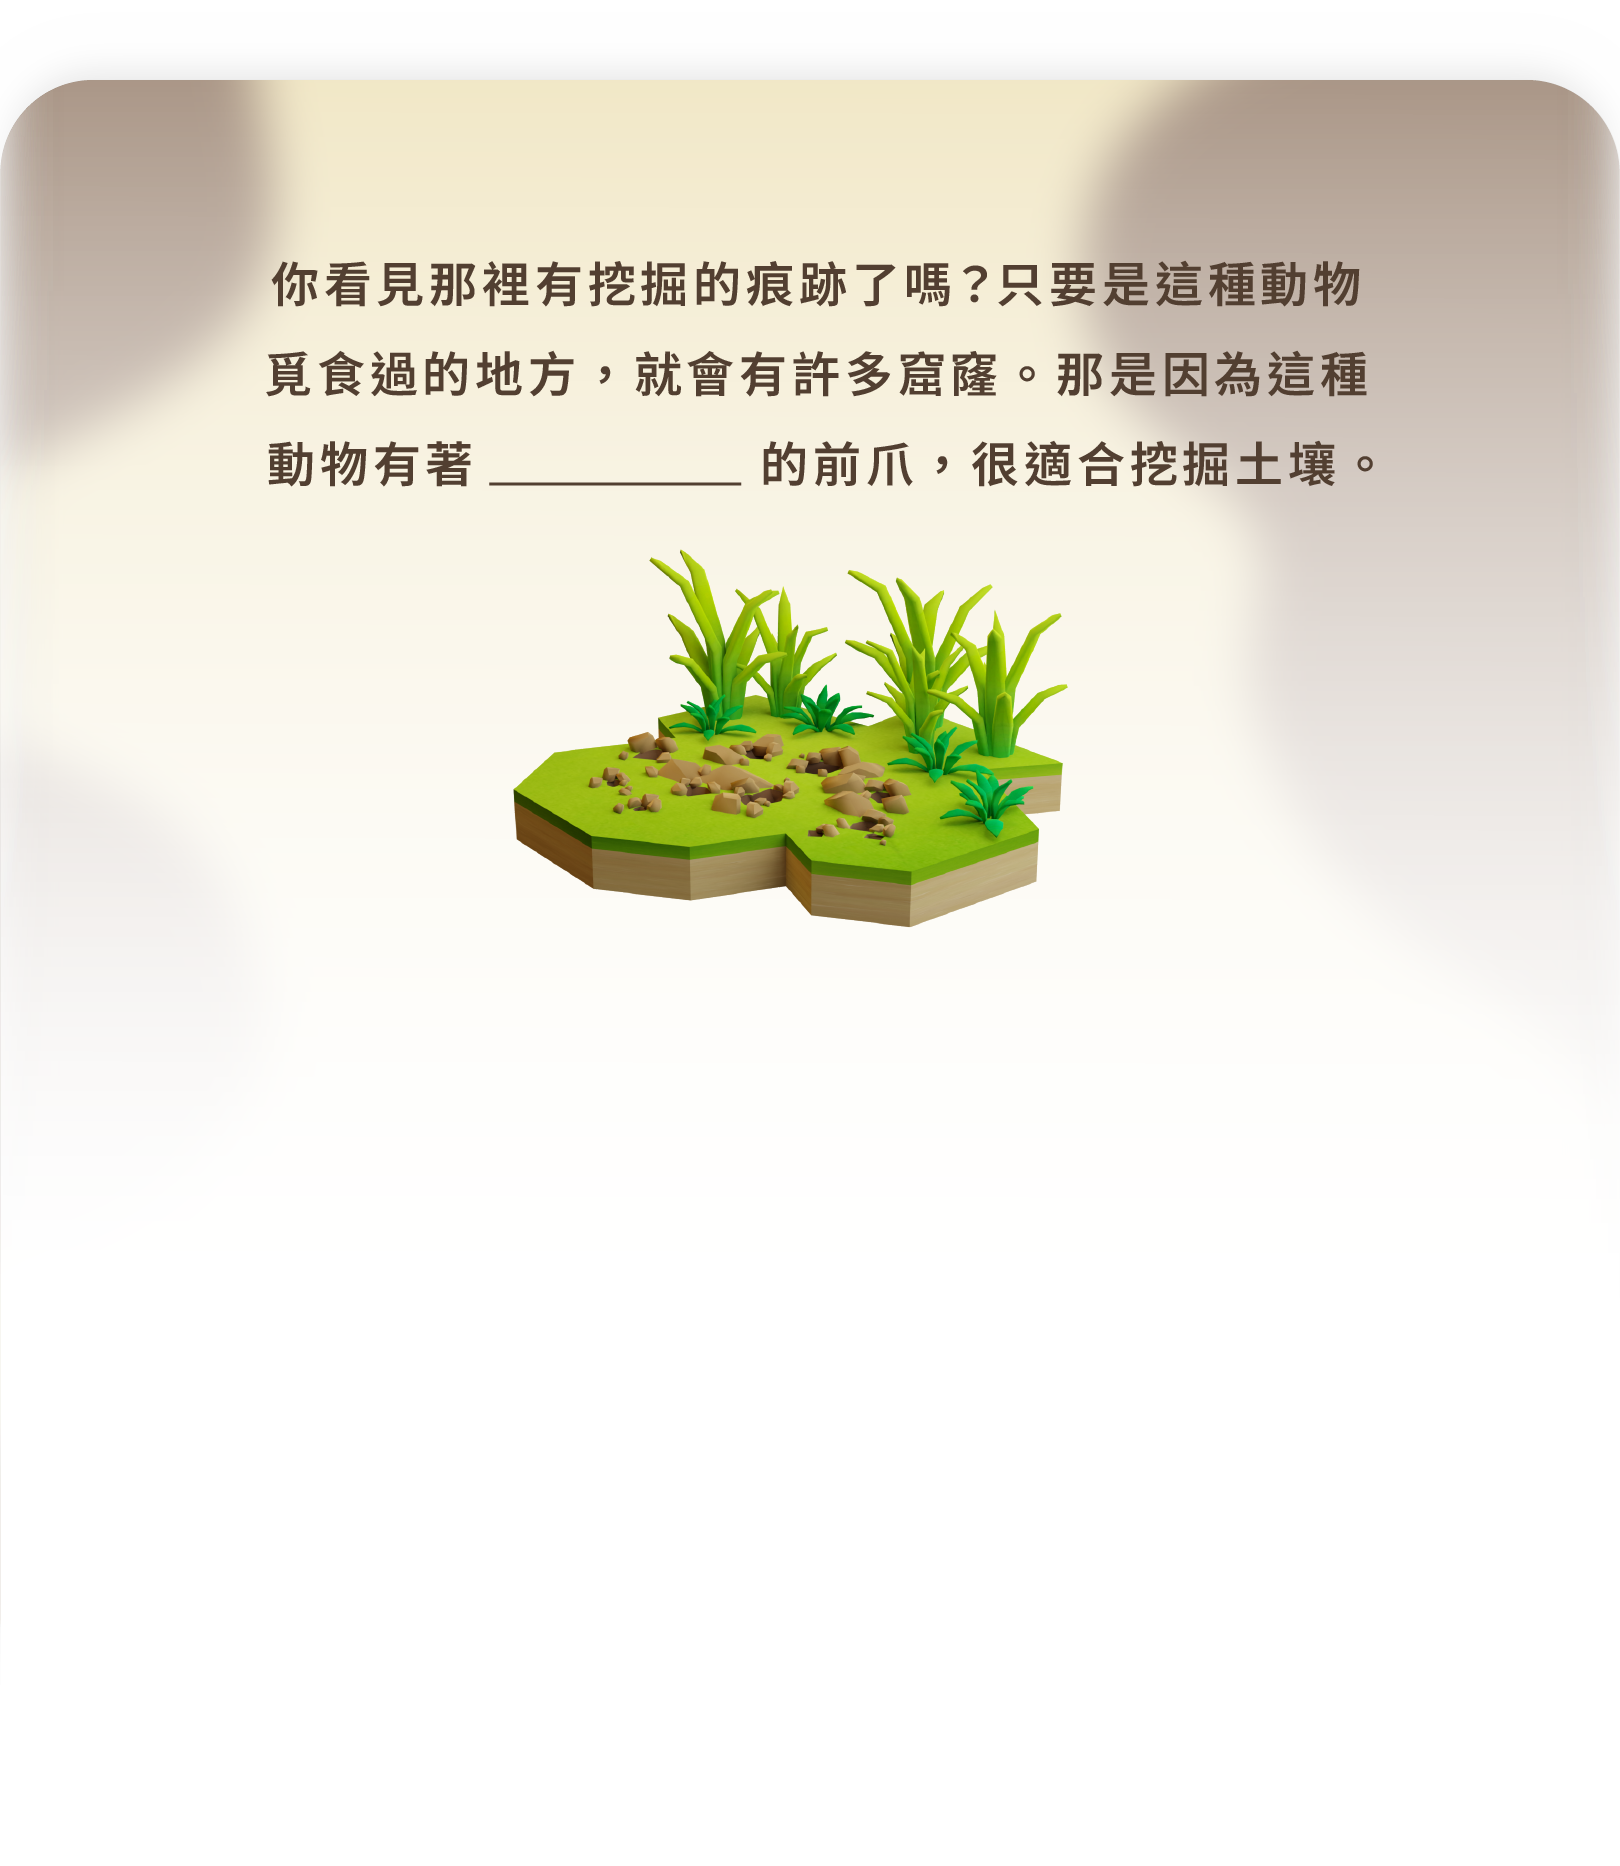 你看見那裡有挖掘的痕跡了嗎？只要是這種動物
覓食過的地方，就會有許多窟窿。那是因為這種
動物有著 __________ 的前爪，很適合挖掘土壤。